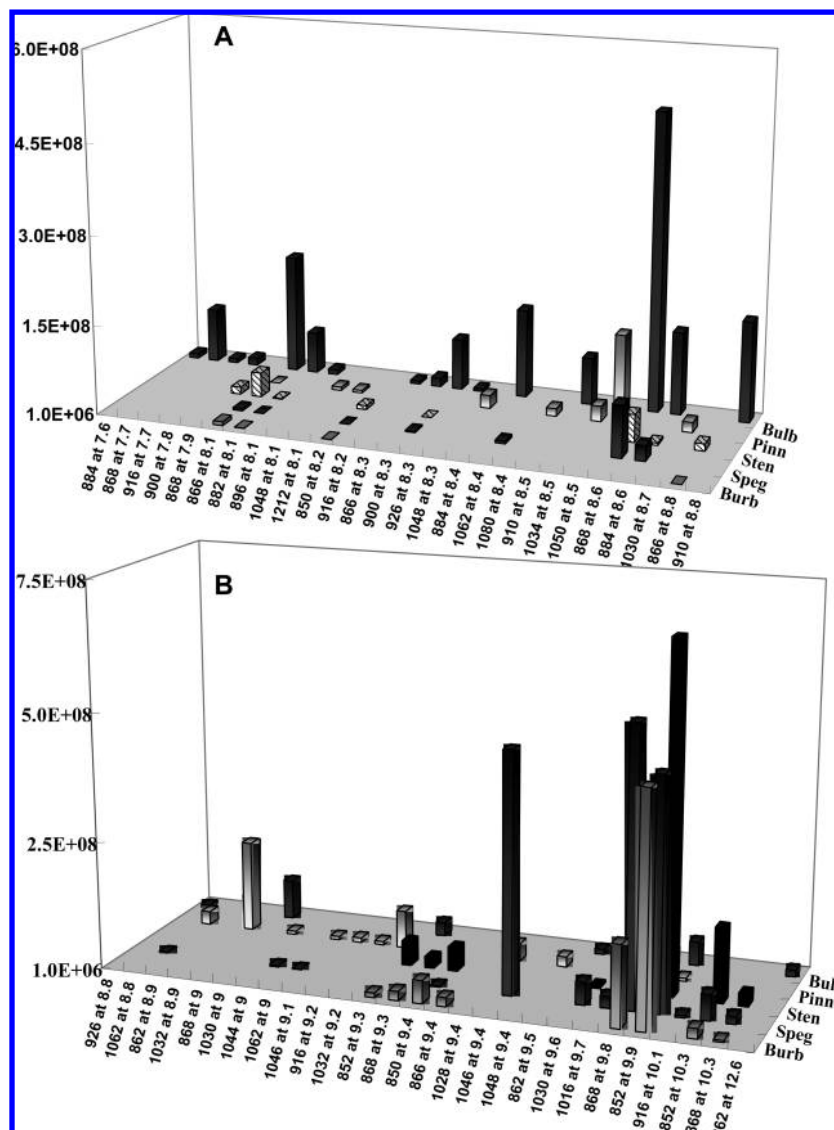 A
6.0E+08
4.5E+08
3.0E+08
1.5E+08
1.0E+06
884 at 7.6
868 at 7.7
916 at 7.7
900 at 7.8
868 at 7.9
866 at 8.1
882 at 8.1
896 at 8.1
1048 at 8.1
1212 at 8.1
850 at 8.2
916 at 8.2
866 at 8.3
900 at 8.3
926 at 8.3
1048 at 8.3
884 at 8.4
1062 at 8.4
1080 at 8.4
910 at 8.5
1034 at 8.5
1050 at 8.5
868 at 8.6
884 at 8.6
1030 at 8.7
866 at 8.8
910 at 8.8
Bulb
Pinn
Sten
Speg
Burb
B
7.5E+08
5.0E+08
2.5E+08
1.0E+06
926 at 8.8
1062 at 8.8
862 at 8.9
1032 at 8.9
868 at 9
1030 at 9
1044 at 9
1062 at 9
1046 at 9.1
916 at 9.2
1032 at 9.2
852 at 9.3
868 at 9.3
850 at 9.4
866 at 9.4
1028 at 9.4
1046 at 9.4
1048 at 9.4
862 at 9.5
1030 at 9.6
1016 at 9.7
868 at 9.8
852 at 9.9
916 at 10.1
852 at 10.3
868 at 10.3
62 at 12.6
Bul
Pinn
Sten
Speg
Burb